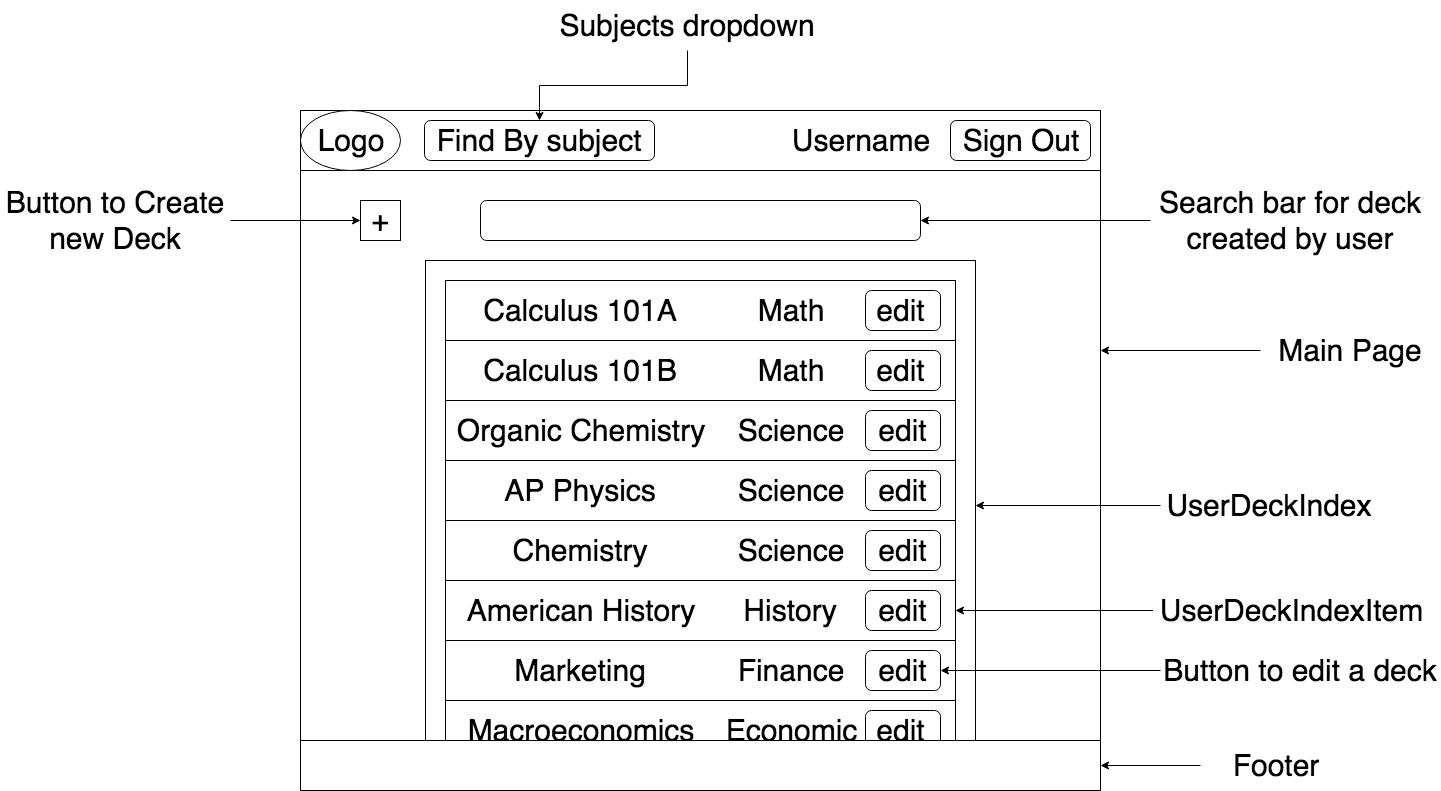 Subjects dropdown
Logo
Find By subject
Username
Sign Out
Button to Create
new Deck
+
Search bar for deck
created by user
Calculus 101A Math edit
Calculus 101B Math edit
Main Page
Organic Chemistry Science edit
AP Physics Science edit
UserDeckIndex
Chemistry Science edit
American History History edit
UserDeckIndexItem
Marketing Finance edit
Button to edit a deck
Macroeconomics Economic edit
Footer